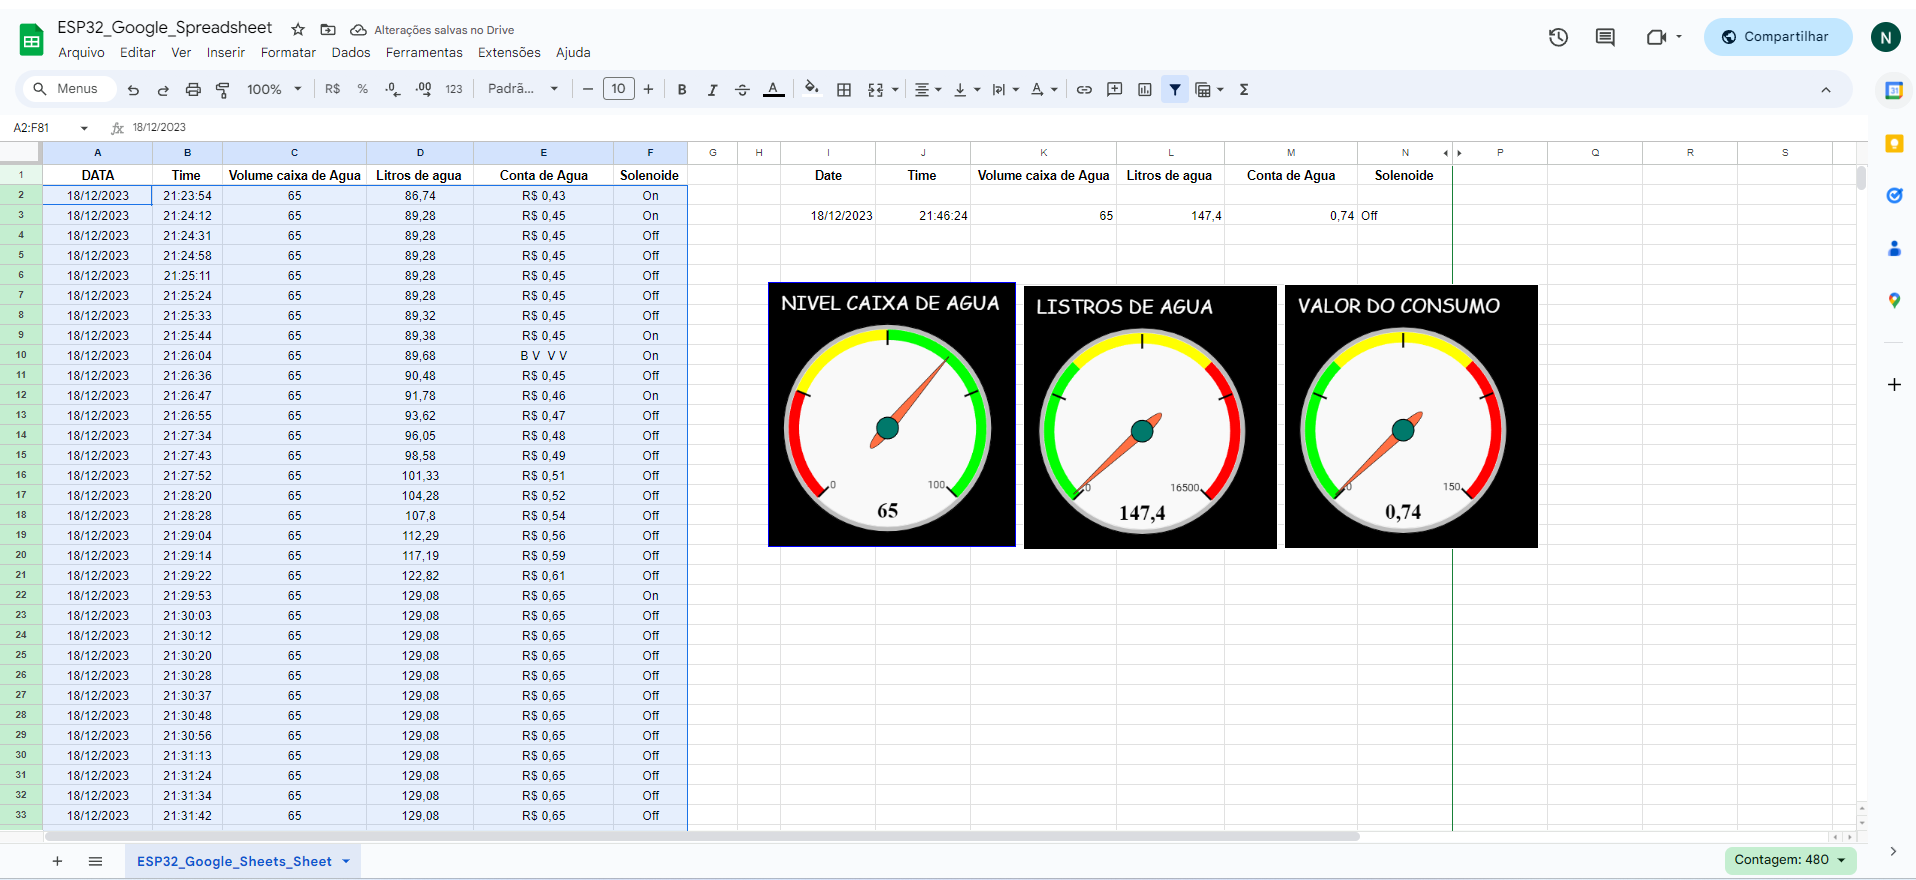 ESP32_Google_Spreadsheet
Alterações salvas no Drive
Arquivo Editar Ver Inserir Formatar Dados Ferramentas Extensões Ajuda
Compartilhar
N
Menus 100% R$ % .0 .00 123 Padrã... 10 B I A
31
A2:F81 fx 18/12/2023
A B C D E F G H I J K L M N P Q R S
1 DATA Time Volume caixa de Agua Litros de agua Conta de Agua Solenoide Date Time Volume caixa de Agua Litros de agua Conta de Agua Solenoide
2 18/12/2023 21:23:54 65 86,74 R$ 0,43 On
3 18/12/2023 21:24:12 65 89,28 R$ 0,45 On 18/12/2023 21:46:24 65 147,4 0,74 Off
4 18/12/2023 21:24:31 65 89,28 R$ 0,45 Off
5 18/12/2023 21:24:58 65 89,28 R$ 0,45 Off
6 18/12/2023 21:25:11 65 89,28 R$ 0,45 Off
7 18/12/2023 21:25:24 65 89,28 R$ 0,45 Off
8 18/12/2023 21:25:33 65 89,32 R$ 0,45 Off
9 18/12/2023 21:25:44 65 89,38 R$ 0,45 On
10 18/12/2023 21:26:04 65 89,68 B V V V On
11 18/12/2023 21:26:36 65 90,48 R$ 0,45 Off
12 18/12/2023 21:26:47 65 91,78 R$ 0,46 On
13 18/12/2023 21:26:55 65 93,62 R$ 0,47 Off
14 18/12/2023 21:27:34 65 96,05 R$ 0,48 Off
15 18/12/2023 21:27:43 65 98,58 R$ 0,49 Off
16 18/12/2023 21:27:52 65 101,33 R$ 0,51 Off
17 18/12/2023 21:28:20 65 104,28 R$ 0,52 Off
18 18/12/2023 21:28:28 65 107,8 R$ 0,54 Off
19 18/12/2023 21:29:04 65 112,29 R$ 0,56 Off
20 18/12/2023 21:29:14 65 117,19 R$ 0,59 Off
21 18/12/2023 21:29:22 65 122,82 R$ 0,61 Off
22 18/12/2023 21:29:53 65 129,08 R$ 0,65 On
23 18/12/2023 21:30:03 65 129,08 R$ 0,65 Off
24 18/12/2023 21:30:12 65 129,08 R$ 0,65 Off
25 18/12/2023 21:30:20 65 129,08 R$ 0,65 Off
26 18/12/2023 21:30:28 65 129,08 R$ 0,65 Off
27 18/12/2023 21:30:37 65 129,08 R$ 0,65 Off
28 18/12/2023 21:30:48 65 129,08 R$ 0,65 Off
29 18/12/2023 21:30:56 65 129,08 R$ 0,65 Off
30 18/12/2023 21:31:13 65 129,08 R$ 0,65 Off
31 18/12/2023 21:31:24 65 129,08 R$ 0,65 Off
32 18/12/2023 21:31:34 65 129,08 R$ 0,65 Off
33 18/12/2023 21:31:42 65 129,08 R$ 0,65 Off
NIVEL CAIXA DE AGUA
0 100
65
LISTROS DE AGUA
0 16500
147,4
VALOR DO CONSUMO
0 150
0,74
ESP32_Google_Sheets_Sheet
Contagem: 480